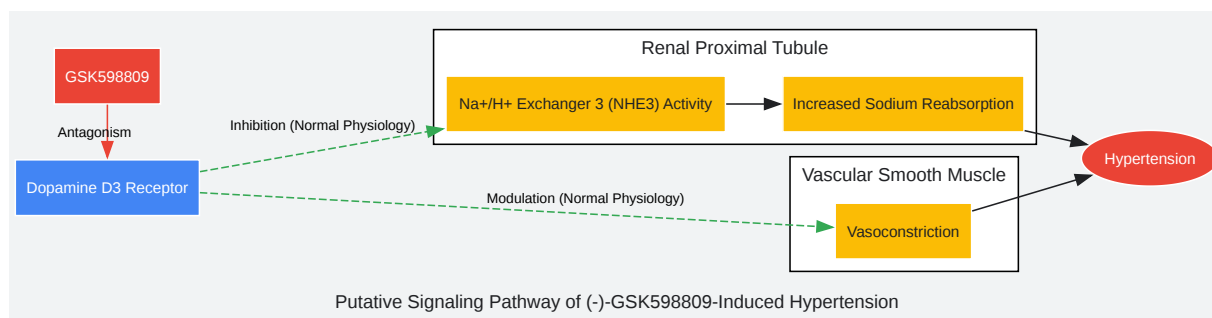 Renal Proximal Tubule
GSK598809
Na+/H+ Exchanger 3 (NHE3) Activity
Increased Sodium Reabsorption
Antagonism
Inhibition (Normal Physiology)
Hypertension
Dopamine D3 Receptor
Vascular Smooth Muscle
Modulation (Normal Physiology)
Vasoconstriction
Putative Signaling Pathway of (-)-GSK598809-Induced Hypertension